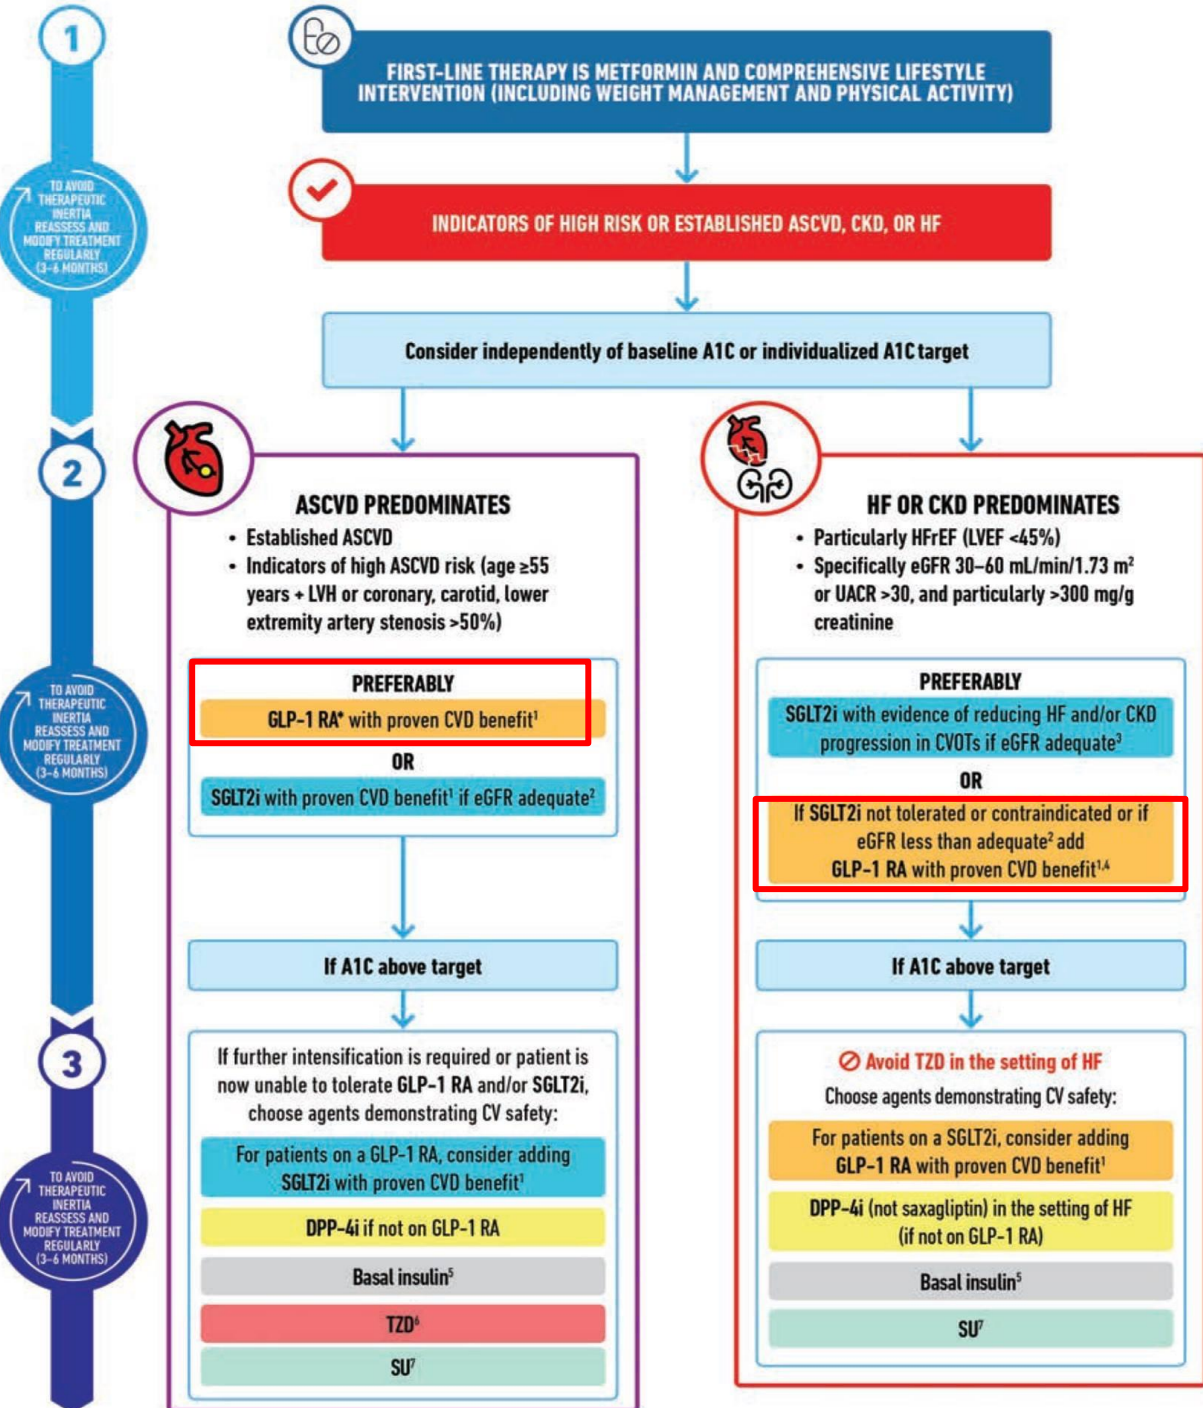 1
FIRST-LINE THERAPY IS METFORMIN AND COMPREHENSIVE LIFESTYLE
INTERVENTION (INCLUDING WEIGHT MANAGEMENT AND PHYSICAL ACTIVITY)
TO AVOID
THERAPEUTIC
INERTIA
REASSESS AND
MODIFY TREATMENT
REGULARLY
(3–6 MONTHS)
INDICATORS OF HIGH RISK OR ESTABLISHED ASCVD, CKD, OR HF
Consider independently of baseline A1C or individualized A1C target
2
ASCVD PREDOMINATES
• Established ASCVD
• Indicators of high ASCVD risk (age ≥55
years + LVH or coronary, carotid, lower
extremity artery stenosis >50%)
PREFERABLY
GLP-1 RA* with proven CVD benefit¹
OR
SGLT2i with proven CVD benefit¹ if eGFR adequate²
If A1C above target
HF OR CKD PREDOMINATES
• Particularly HFrEF (LVEF <45%)
• Specifically eGFR 30–60 mL/min/1.73 m²
or UACR >30, and particularly >300 mg/g
creatinine
PREFERABLY
SGLT2i with evidence of reducing HF and/or CKD
progression in CVOTs if eGFR adequate³
OR
If SGLT2i not tolerated or contraindicated or if
eGFR less than adequate² add
GLP-1 RA with proven CVD benefit¹,⁴
If A1C above target
TO AVOID
THERAPEUTIC
INERTIA
REASSESS AND
MODIFY TREATMENT
REGULARLY
(3–6 MONTHS)
3
If further intensification is required or patient is
now unable to tolerate GLP-1 RA and/or SGLT2i,
choose agents demonstrating CV safety:
For patients on a GLP-1 RA, consider adding
SGLT2i with proven CVD benefit¹
DPP-4i if not on GLP-1 RA
Basal insulin⁵
TZD⁶
SU⁷
Avoid TZD in the setting of HF
Choose agents demonstrating CV safety:
For patients on a SGLT2i, consider adding
GLP-1 RA with proven CVD benefit¹
DPP-4i (not saxagliptin) in the setting of HF
(if not on GLP-1 RA)
Basal insulin⁵
SU⁷
TO AVOID
THERAPEUTIC
INERTIA
REASSESS AND
MODIFY TREATMENT
REGULARLY
(3–6 MONTHS)